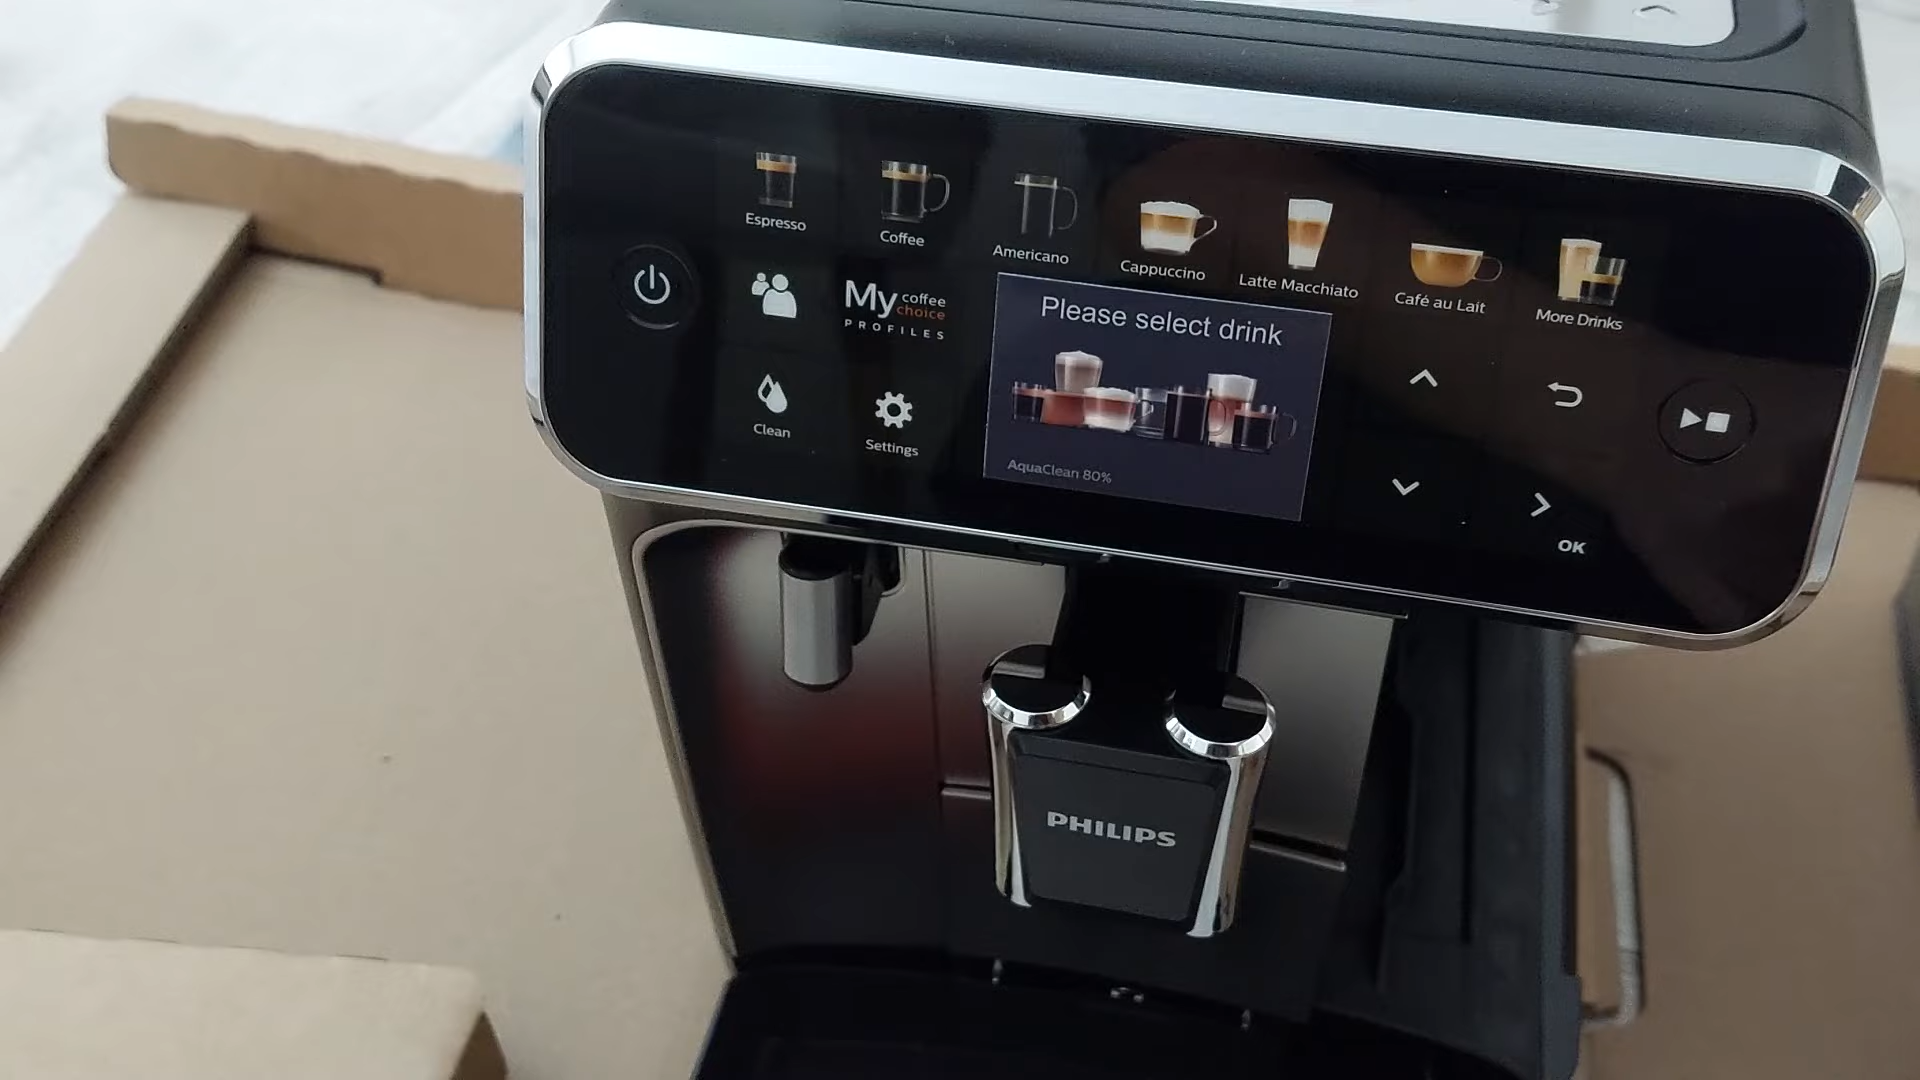 Espresso
Coffee
Americano
Cappuccino
Latte Macchiato
Café au Lait
More Drinks
My coffee
choice
PROFILES
Please select drink
Clean
Settings
AquaClean 80%
OK
PHILIPS